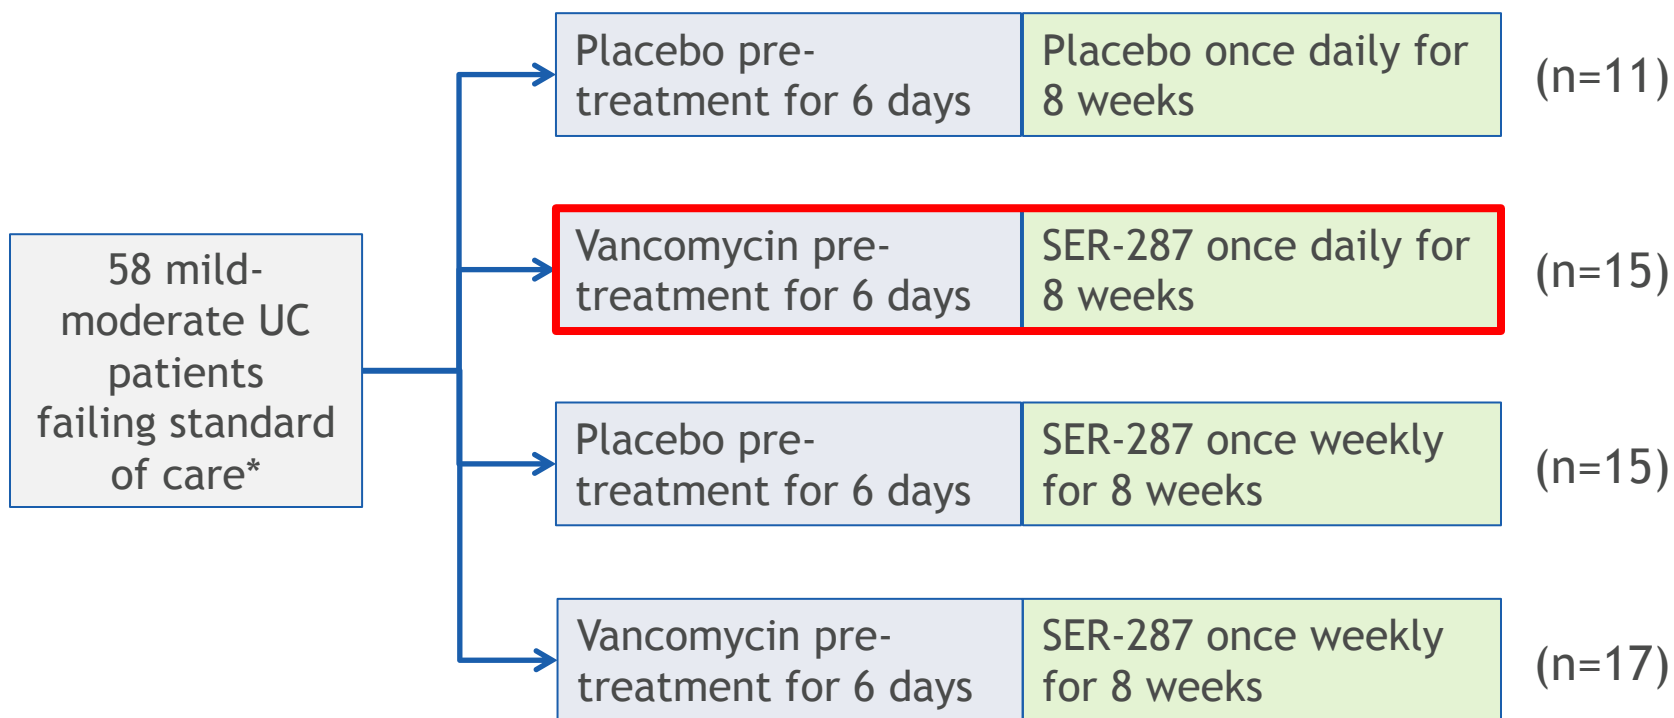 58 mild-
moderate UC
patients
failing standard
of care*
Placebo pre-
treatment for 6 days
Placebo once daily for
8 weeks
(n=11)
Vancomycin pre-
treatment for 6 days
SER-287 once daily for
8 weeks
(n=15)
Placebo pre-
treatment for 6 days
SER-287 once weekly
for 8 weeks
(n=15)
Vancomycin pre-
treatment for 6 days
SER-287 once weekly
for 8 weeks
(n=17)